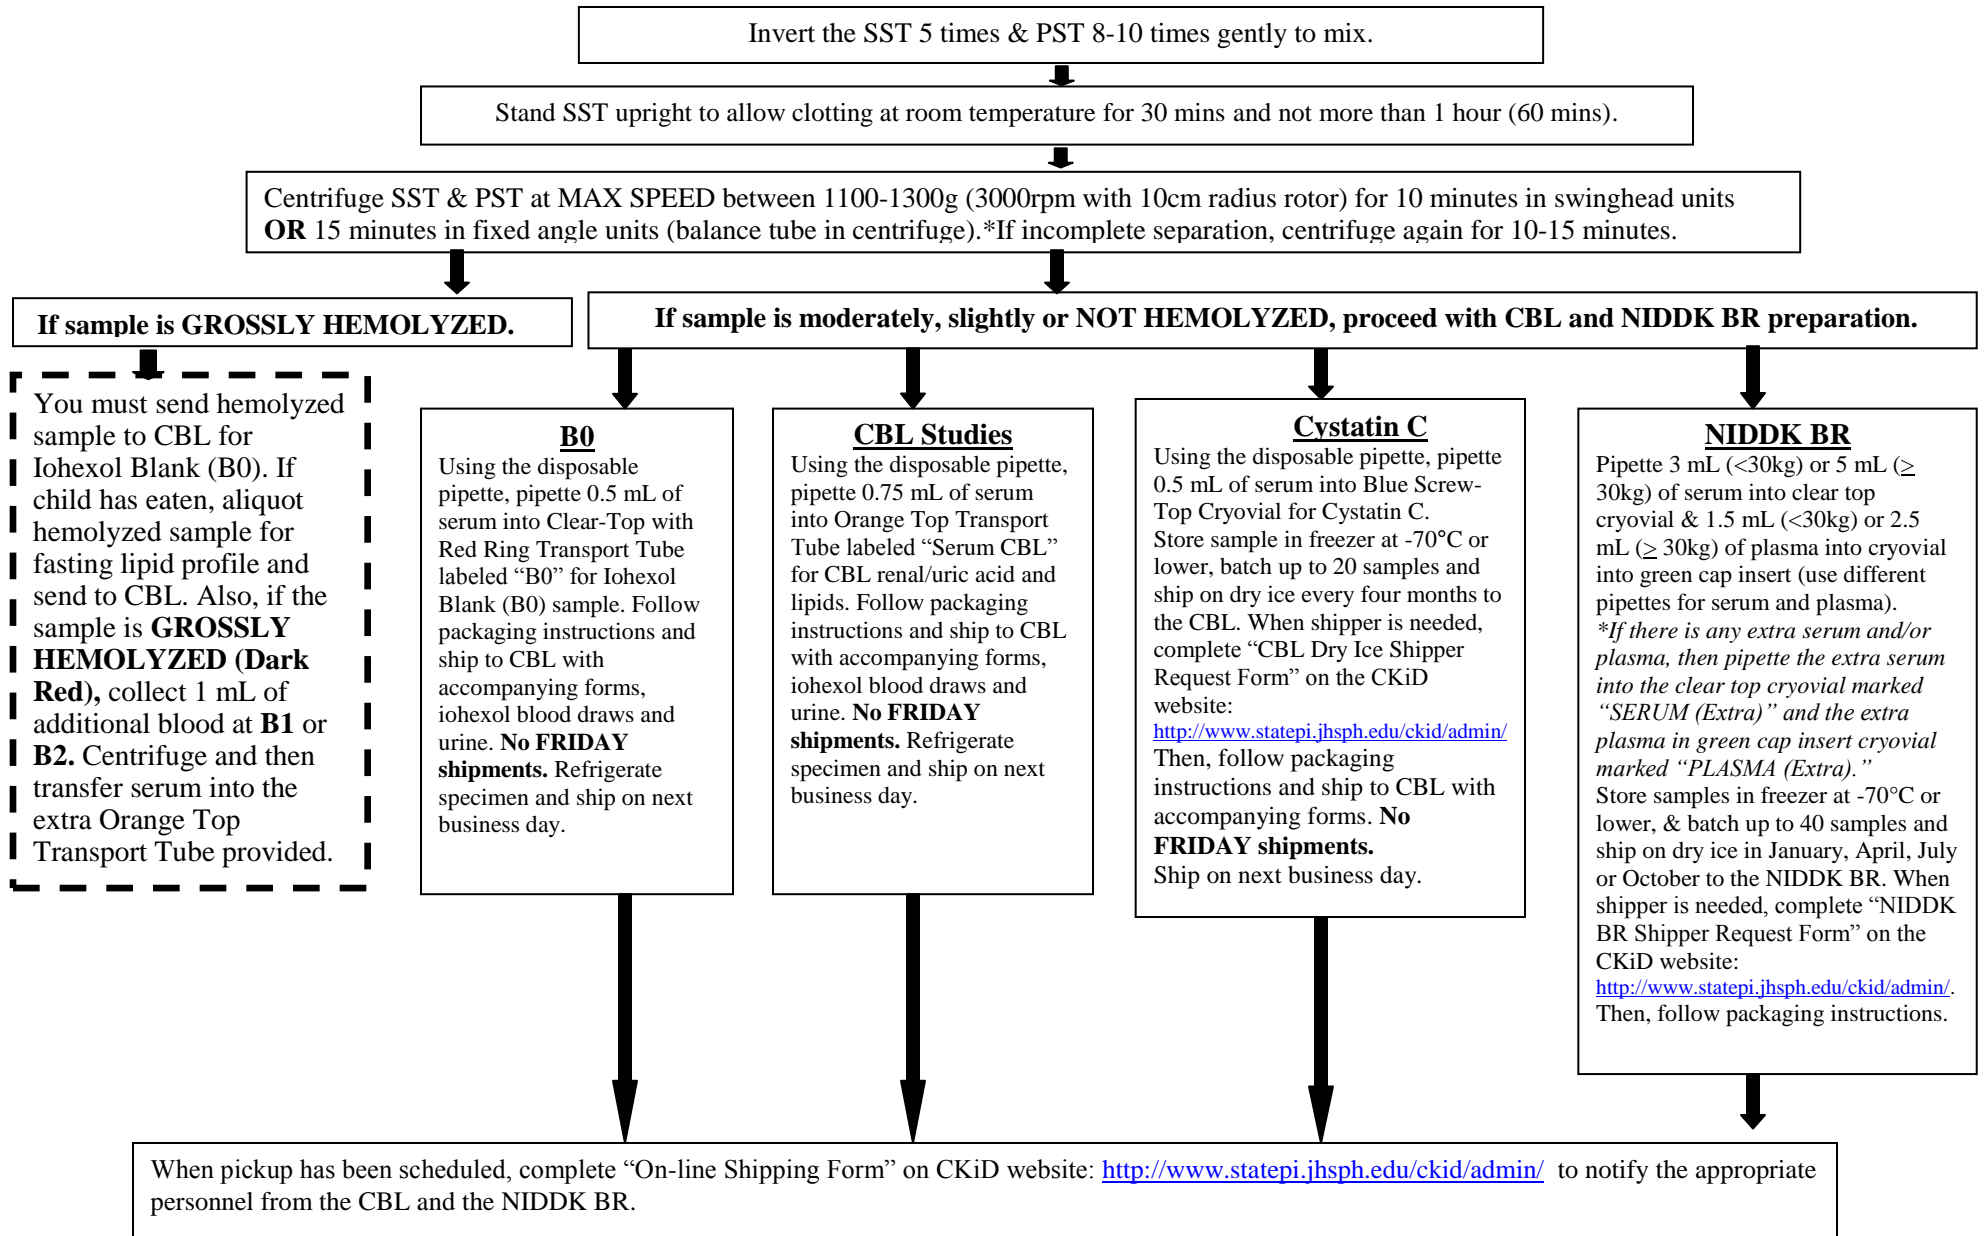 Invert the SST 5 times & PST 8-10 times gently to mix.
Stand SST upright to allow clotting at room temperature for 30 mins and not more than 1 hour (60 mins).
Centrifuge SST & PST at MAX SPEED between 1100-1300g (3000rpm with 10cm radius rotor) for 10 minutes in swinghead units
OR 15 minutes in fixed angle units (balance tube in centrifuge).*If incomplete separation, centrifuge again for 10-15 minutes.
If sample is GROSSLY HEMOLYZED.
If sample is moderately, slightly or NOT HEMOLYZED, proceed with CBL and NIDDK BR preparation.
You must send hemolyzed
sample to CBL for
Iohexol Blank (B0). If
child has eaten, aliquot
hemolyzed sample for
fasting lipid profile and
send to CBL. Also, if the
sample is GROSSLY
HEMOLYZED (Dark
Red), collect 1 mL of
additional blood at B1 or
B2. Centrifuge and then
transfer serum into the
extra Orange Top
Transport Tube provided.
B0
Using the disposable
pipette, pipette 0.5 mL of
serum into Clear-Top with
Red Ring Transport Tube
labeled “B0” for Iohexol
Blank (B0) sample. Follow
packaging instructions and
ship to CBL with
accompanying forms,
iohexol blood draws and
urine. No FRIDAY
shipments. Refrigerate
specimen and ship on next
business day.
CBL Studies
Using the disposable pipette,
pipette 0.75 mL of serum
into Orange Top Transport
Tube labeled “Serum CBL”
for CBL renal/uric acid and
lipids. Follow packaging
instructions and ship to CBL
with accompanying forms,
iohexol blood draws and
urine. No FRIDAY
shipments. Refrigerate
specimen and ship on next
business day.
Cystatin C
Using the disposable pipette, pipette
0.5 mL of serum into Blue Screw-
Top Cryovial for Cystatin C.
Store sample in freezer at -70°C or
lower, batch up to 20 samples and
ship on dry ice every four months to
the CBL. When shipper is needed,
complete “CBL Dry Ice Shipper
Request Form” on the CKiD
website:
http://www.statepi.jhsph.edu/ckid/admin/
Then, follow packaging
instructions and ship to CBL with
accompanying forms. No
FRIDAY shipments.
Ship on next business day.
NIDDK BR
Pipette 3 mL (<30kg) or 5 mL (≥
30kg) of serum into clear top
cryovial & 1.5 mL (<30kg) or 2.5
mL (≥ 30kg) of plasma into cryovial
into green cap insert (use different
pipettes for serum and plasma).
*If there is any extra serum and/or
plasma, then pipette the extra serum
into the clear top cryovial marked
“SERUM (Extra)” and the extra
plasma in green cap insert cryovial
marked “PLASMA (Extra).”
Store samples in freezer at -70°C or
lower, & batch up to 40 samples and
ship on dry ice in January, April, July
or October to the NIDDK BR. When
shipper is needed, complete “NIDDK
BR Shipper Request Form” on the
CKiD website:
http://www.statepi.jhsph.edu/ckid/admin/.
Then, follow packaging instructions.
When pickup has been scheduled, complete “On-line Shipping Form” on CKiD website: http://www.statepi.jhsph.edu/ckid/admin/ to notify the appropriate
personnel from the CBL and the NIDDK BR.